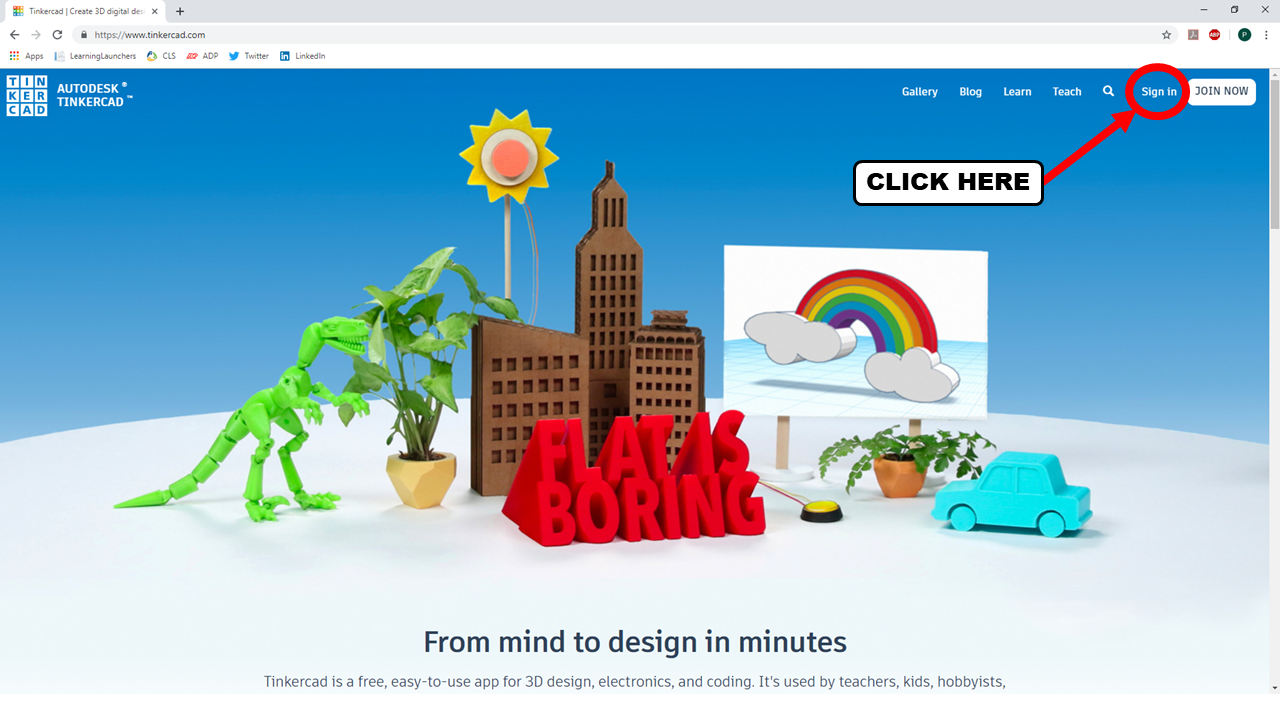 Tinkercad | Create 3D digital des
https://www.tinkercad.com
P
Apps LearningLaunchers CLS ADP Twitter LinkedIn
TIN
KER
CAD
AUTODESK ®
TINKERCAD ™
Gallery Blog Learn Teach Sign in JOIN NOW
CLICK HERE
FLAT IS
BORING
From mind to design in minutes
Tinkercad is a free, easy-to-use app for 3D design, electronics, and coding. It's used by teachers, kids, hobbyists,